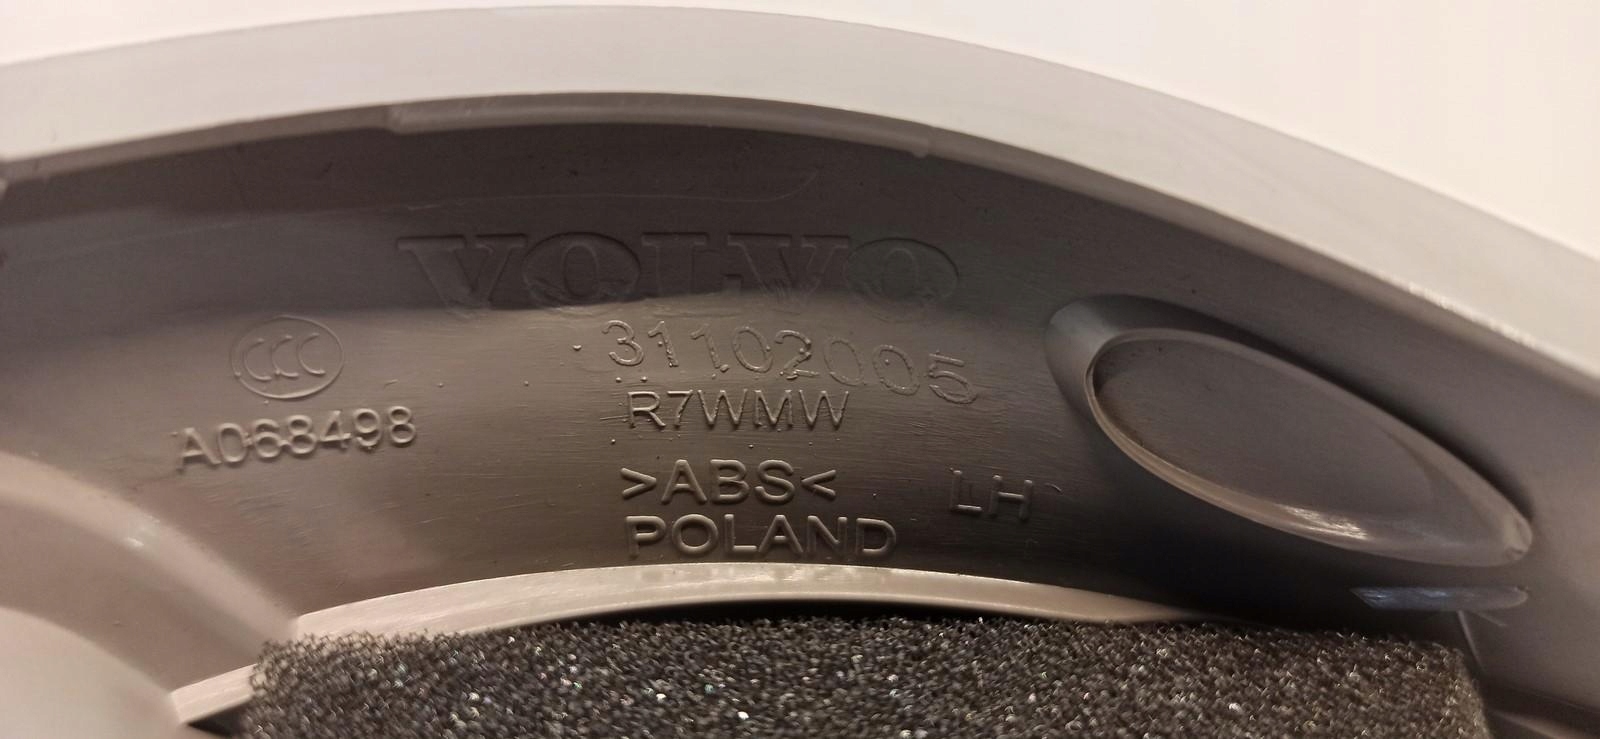 VOLVO
31102005
R7WMW
>ABS<
POLAND
LH
CCC
A068498